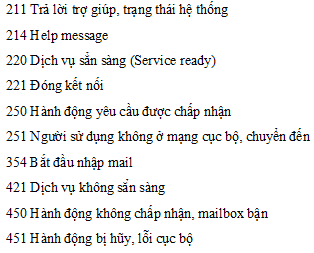 211 Trả lời trợ giúp, trạng thái hệ thống
214 Help message
220 Dịch vụ sẵn sàng (Service ready)
221 Đóng kết nối
250 Hành động yêu cầu được chấp nhận
251 Người sử dụng không ở mạng cục bộ, chuyển đến
354 Bắt đầu nhập mail
421 Dịch vụ không sẵn sàng
450 Hành động không chấp nhận, mailbox bận
451 Hành động bị hủy, lỗi cục bộ